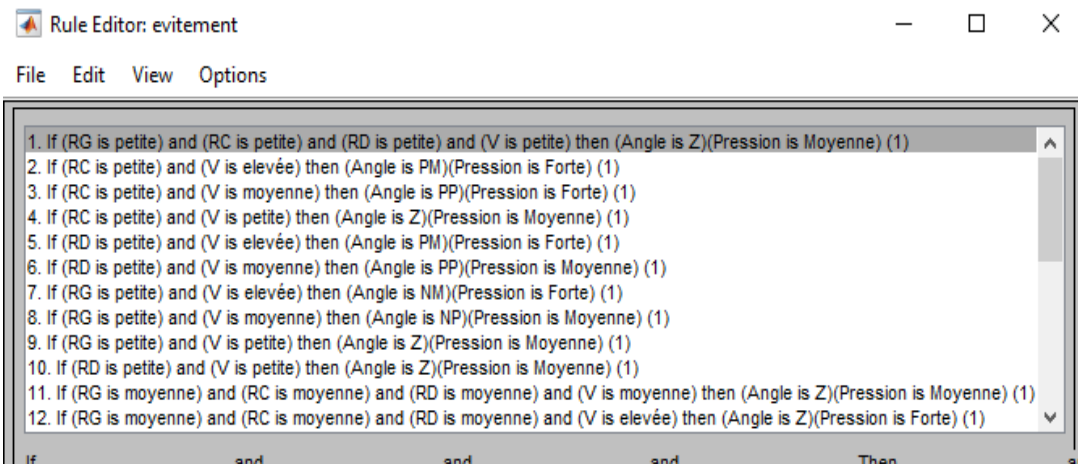 Rule Editor: evitement
File Edit View Options
1. If (RG is petite) and (RC is petite) and (RD is petite) and (V is petite) then (Angle is Z)(Pression is Moyenne) (1)
2. If (RC is petite) and (V is elevée) then (Angle is PM)(Pression is Forte) (1)
3. If (RC is petite) and (V is moyenne) then (Angle is PP)(Pression is Forte) (1)
4. If (RC is petite) and (V is petite) then (Angle is Z)(Pression is Moyenne) (1)
5. If (RD is petite) and (V is elevée) then (Angle is PM)(Pression is Forte) (1)
6. If (RD is petite) and (V is moyenne) then (Angle is PP)(Pression is Moyenne) (1)
7. If (RG is petite) and (V is elevée) then (Angle is NM)(Pression is Forte) (1)
8. If (RG is petite) and (V is moyenne) then (Angle is NP)(Pression is Moyenne) (1)
9. If (RG is petite) and (V is petite) then (Angle is Z)(Pression is Moyenne) (1)
10. If (RD is petite) and (V is petite) then (Angle is Z)(Pression is Moyenne) (1)
11. If (RG is moyenne) and (RC is moyenne) and (RD is moyenne) and (V is moyenne) then (Angle is Z)(Pression is Moyenne) (1)
12. If (RG is moyenne) and (RC is moyenne) and (RD is moyenne) and (V is elevée) then (Angle is Z)(Pression is Forte) (1)
If and and and Then